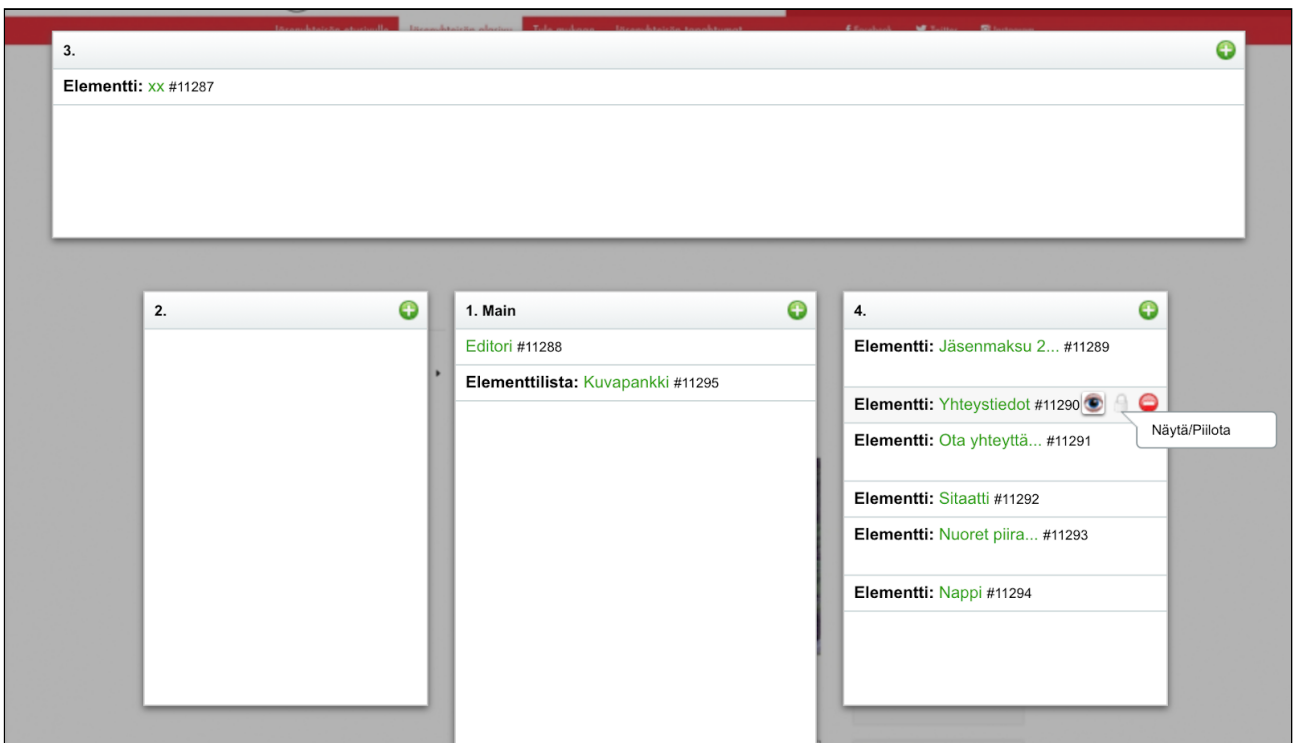 3.
Elementti: xx #11287
2.
1. Main
Editori #11288
Elementtilista: Kuvapankki #11295
4.
Elementti: Jäsenmaksu 2... #11289
Elementti: Yhteystiedot #11290
Näytä/Piilota
Elementti: Ota yhteyttä... #11291
Elementti: Sitaatti #11292
Elementti: Nuoret piira... #11293
Elementti: Nappi #11294